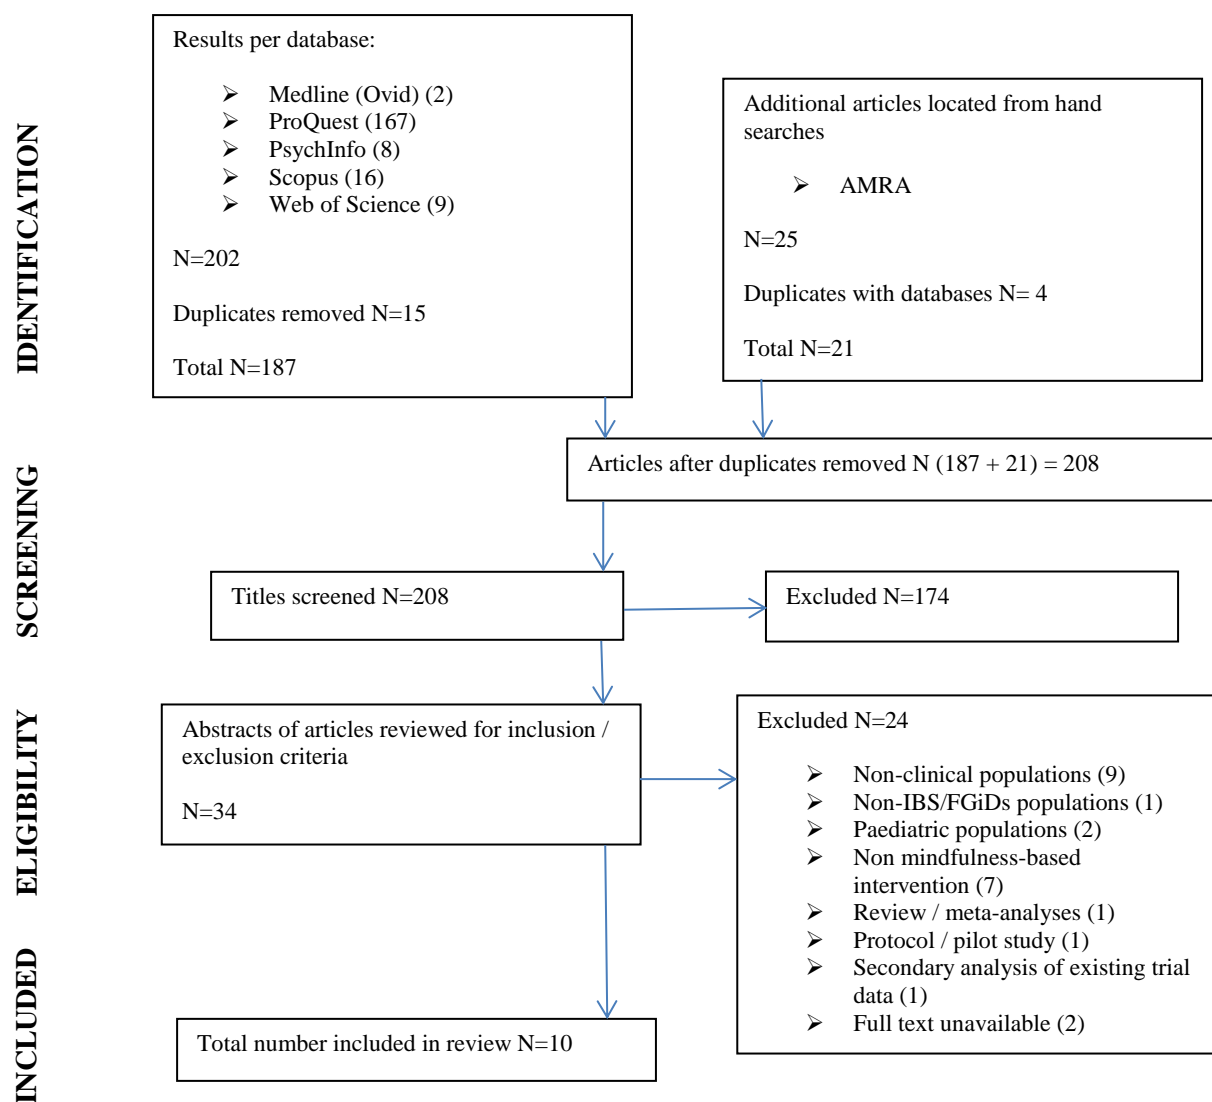 IDENTIFICATION
Results per database:
➢ Medline (Ovid) (2)
➢ ProQuest (167)
➢ PsychInfo (8)
➢ Scopus (16)
➢ Web of Science (9)
N=202
Duplicates removed N=15
Total N=187
Additional articles located from hand
searches
➢ AMRA
N=25
Duplicates with databases N= 4
Total N=21
SCREENING
Articles after duplicates removed N (187 + 21) = 208
Titles screened N=208
Excluded N=174
ELIGIBILITY
Abstracts of articles reviewed for inclusion /
exclusion criteria
N=34
Excluded N=24
➢ Non-clinical populations (9)
➢ Non-IBS/FGiDs populations (1)
➢ Paediatric populations (2)
➢ Non mindfulness-based
intervention (7)
➢ Review / meta-analyses (1)
➢ Protocol / pilot study (1)
➢ Secondary analysis of existing trial
data (1)
➢ Full text unavailable (2)
INCLUDED
Total number included in review N=10